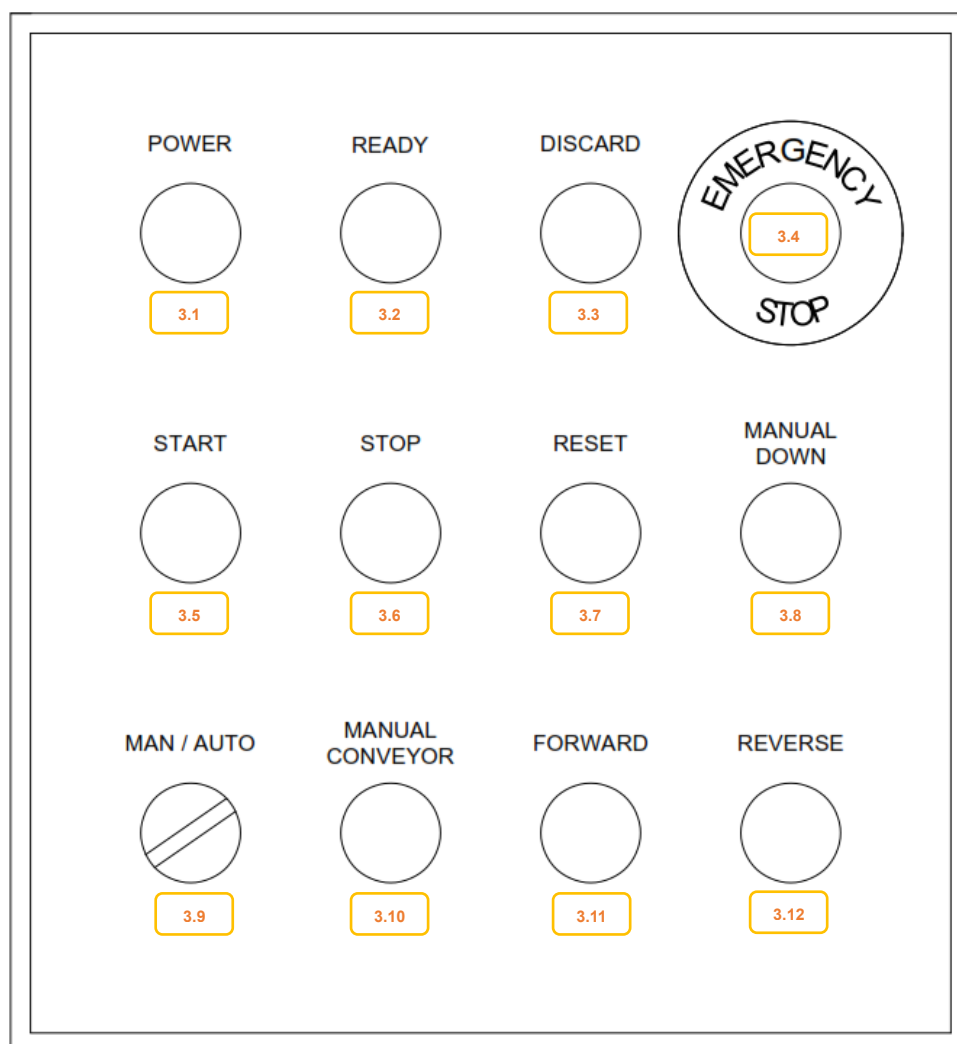 POWER
READY
DISCARD
EMERGENCY
STOP
3.1
3.2
3.3
3.4
START
STOP
RESET
MANUAL
DOWN
3.5
3.6
3.7
3.8
MAN / AUTO
MANUAL
CONVEYOR
FORWARD
REVERSE
3.9
3.10
3.11
3.12